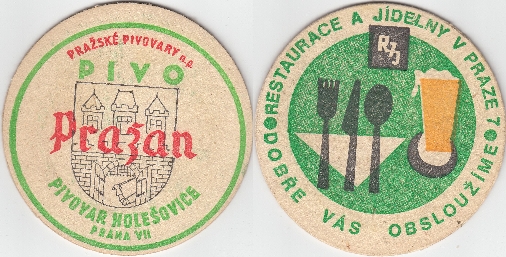 PRAŽSKÉ PIVOVARY n.p.
PIVO
Pražan
PIVOVAR HOLEŠOVICE
PRAHA VII
RESTAURACE A JÍDELNY V PRAZE 7
RJ
DOBŘE VÁS OBSLOUŽÍME